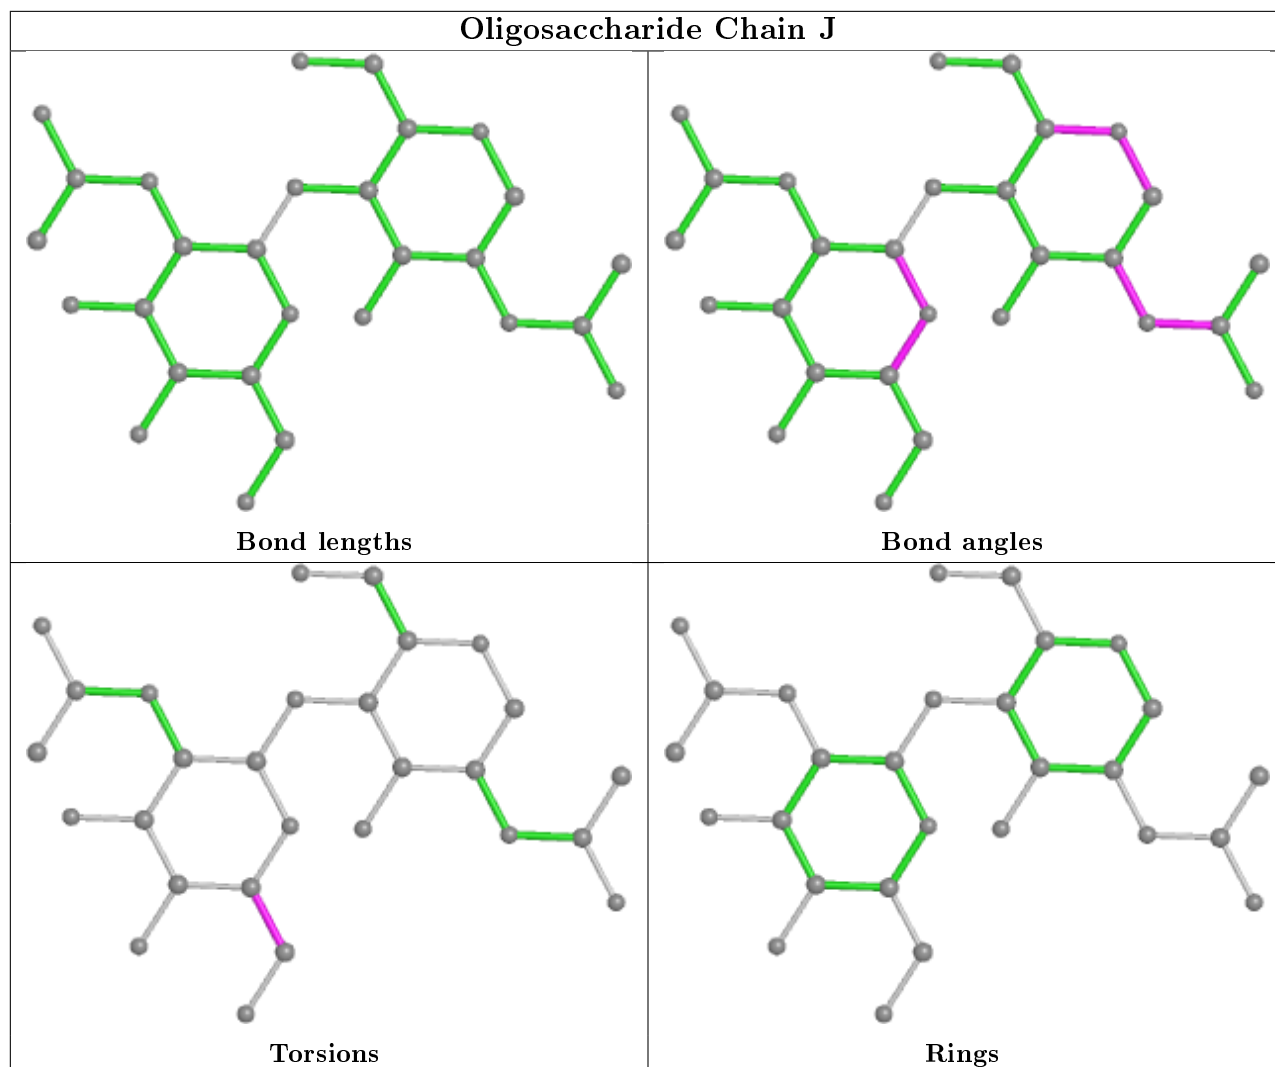 Oligosaccharide Chain J
Bond lengths
Bond angles
Torsions
Rings